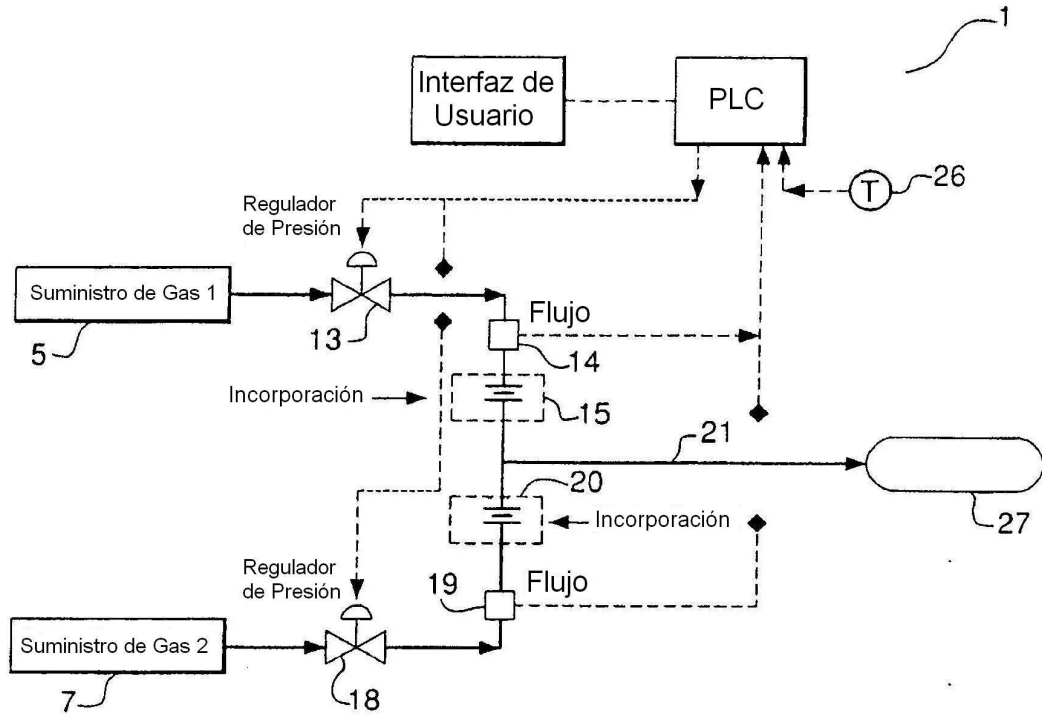 1
Interfaz de
Usuario
PLC
T
26
Regulador
de Presión
Suministro de Gas 1
5
13
Flujo
14
Incorporación
15
21
20
Incorporación
27
Regulador
de Presión
19
Flujo
Suministro de Gas 2
7
18